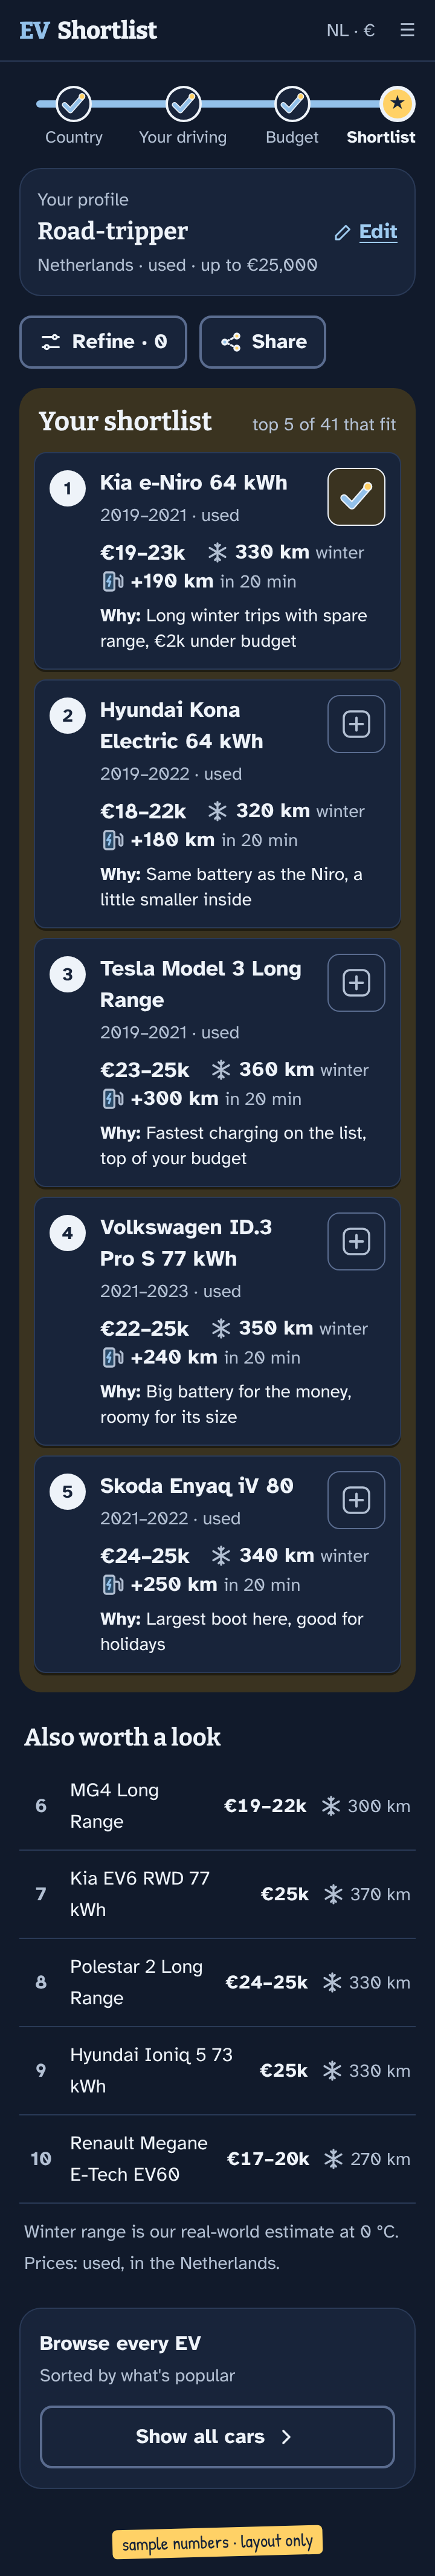 EV Shortlist
NL · €
Country
Your driving
Budget
Shortlist
Your profile
Road-tripper
Edit
Netherlands · used · up to €25,000
Refine · 0
Share
Your shortlist
top 5 of 41 that fit
1
Kia e-Niro 64 kWh
2019–2021 · used
€19–23k 330 km winter
+190 km in 20 min
Why: Long winter trips with spare
range, €2k under budget
2
Hyundai Kona
Electric 64 kWh
2019–2022 · used
€18–22k 320 km winter
+180 km in 20 min
Why: Same battery as the Niro, a
little smaller inside
3
Tesla Model 3 Long
Range
2019–2021 · used
€23–25k 360 km winter
+300 km in 20 min
Why: Fastest charging on the list,
top of your budget
4
Volkswagen ID.3
Pro S 77 kWh
2021–2023 · used
€22–25k 350 km winter
+240 km in 20 min
Why: Big battery for the money,
roomy for its size
5
Skoda Enyaq iV 80
2021–2022 · used
€24–25k 340 km winter
+250 km in 20 min
Why: Largest boot here, good for
holidays
Also worth a look
6
MG4 Long
Range
€19–22k 300 km
7
Kia EV6 RWD 77
kWh
€25k 370 km
8
Polestar 2 Long
Range
€24–25k 330 km
9
Hyundai Ioniq 5 73
kWh
€25k 330 km
10
Renault Megane
E-Tech EV60
€17–20k 270 km
Winter range is our real-world estimate at 0 °C.
Prices: used, in the Netherlands.
Browse every EV
Sorted by what's popular
Show all cars
sample numbers · layout only